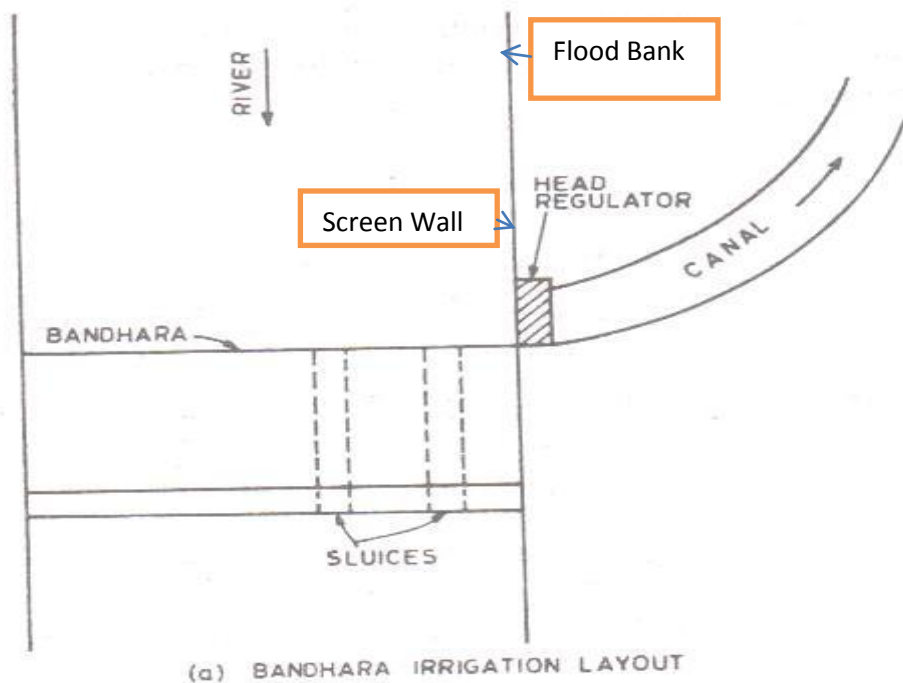 Flood Bank
RIVER
HEAD
REGULATOR
Screen Wall
CANAL
BANDHARA
SLUICES
(a) BANDHARA IRRIGATION LAYOUT